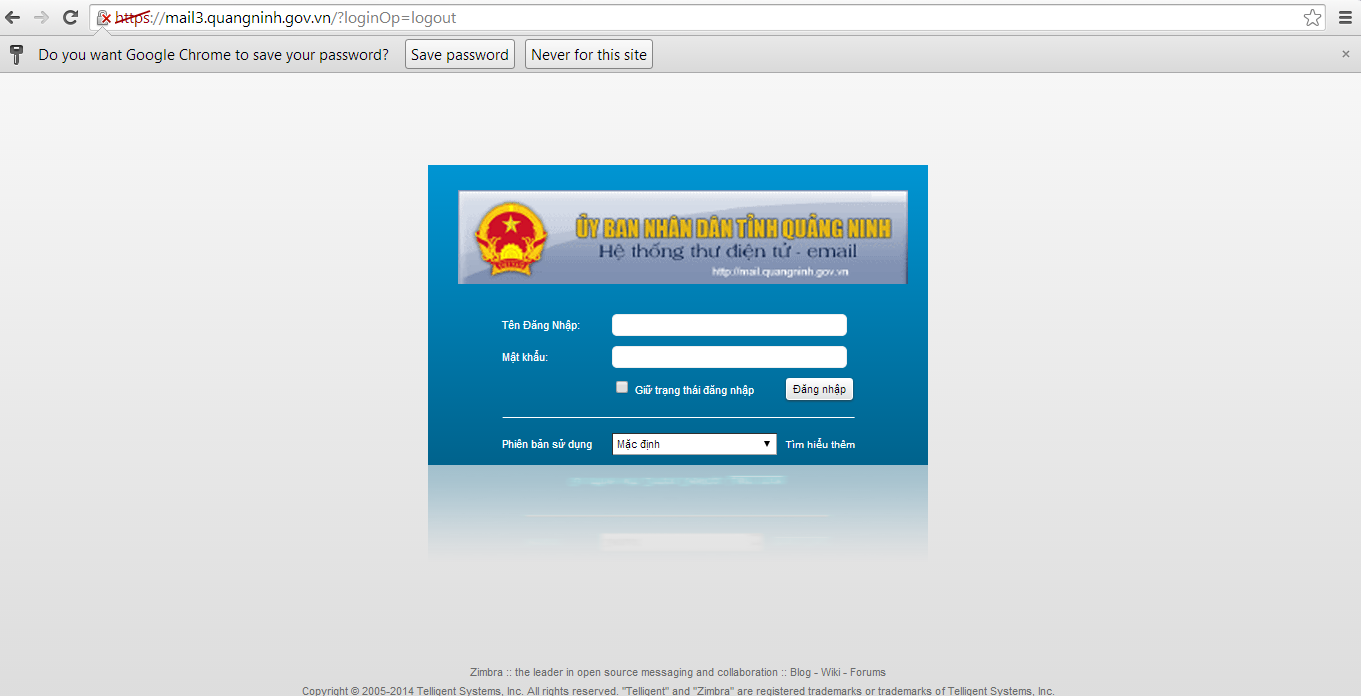 https://mail3.quangninh.gov.vn/?loginOp=logout
Do you want Google Chrome to save your password? Save password Never for this site
ỦY BAN NHÂN DÂN TỈNH QUẢNG NINH
Hệ thống thư điện tử - email
http://mail.quangninh.gov.vn
Tên Đăng Nhập:
Mật khẩu:
Giữ trạng thái đăng nhập Đăng nhập
Phiên bản sử dụng Mặc định Tìm hiểu thêm
Zimbra :: the leader in open source messaging and collaboration :: Blog - Wiki - Forums
Copyright © 2005-2014 Telligent Systems, Inc. All rights reserved. "Telligent" and "Zimbra" are registered trademarks or trademarks of Telligent Systems, Inc.